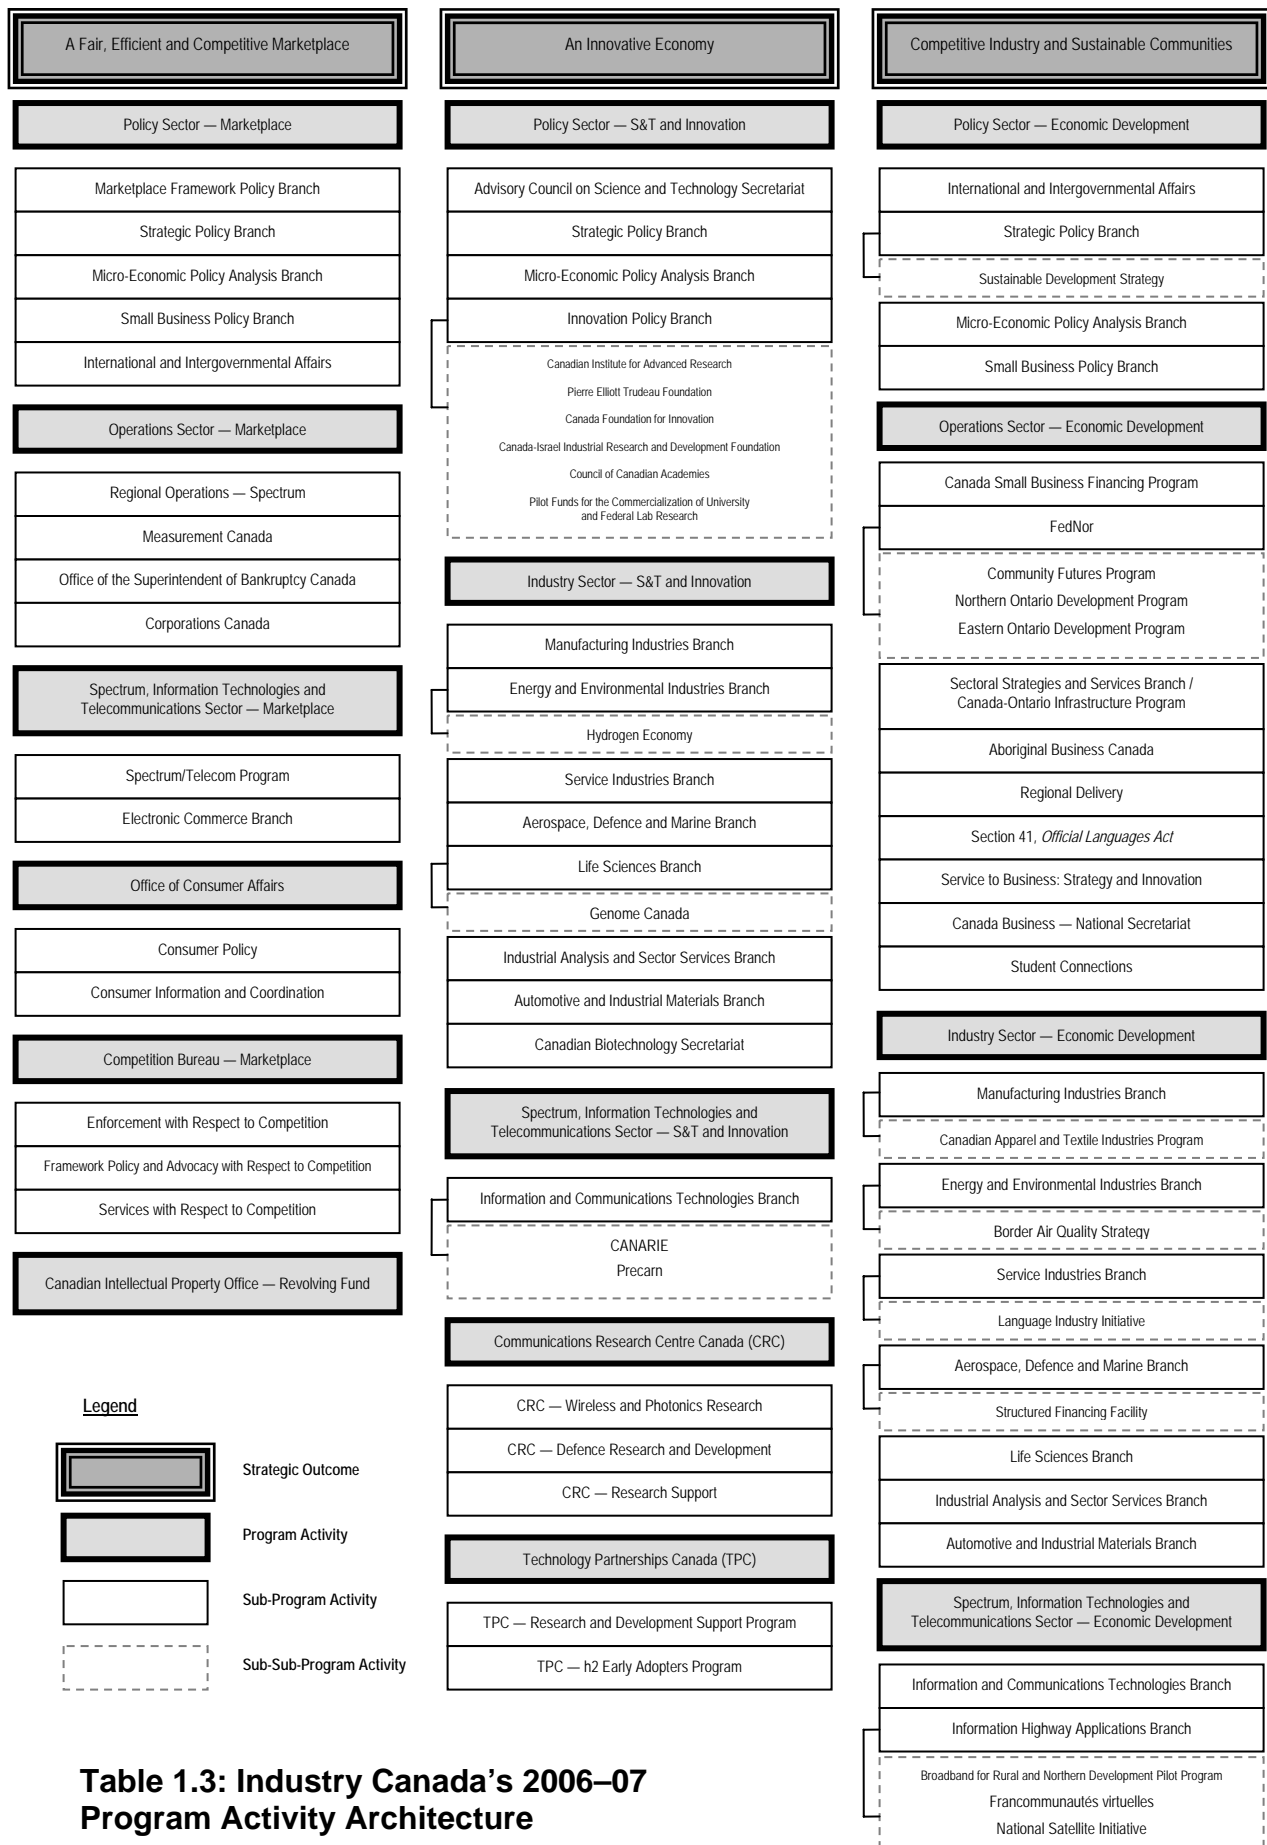 A Fair, Efficient and Competitive Marketplace
Policy Sector — Marketplace
Marketplace Framework Policy Branch
Strategic Policy Branch
Micro-Economic Policy Analysis Branch
Small Business Policy Branch
International and Intergovernmental Affairs
Operations Sector — Marketplace
Regional Operations — Spectrum
Measurement Canada
Office of the Superintendent of Bankruptcy Canada
Corporations Canada
Spectrum, Information Technologies and
Telecommunications Sector — Marketplace
Spectrum/Telecom Program
Electronic Commerce Branch
Office of Consumer Affairs
Consumer Policy
Consumer Information and Coordination
Competition Bureau — Marketplace
Enforcement with Respect to Competition
Framework Policy and Advocacy with Respect to Competition
Services with Respect to Competition
Canadian Intellectual Property Office — Revolving Fund
An Innovative Economy
Policy Sector — S&T and Innovation
Advisory Council on Science and Technology Secretariat
Strategic Policy Branch
Micro-Economic Policy Analysis Branch
Innovation Policy Branch
Canadian Institute for Advanced Research
Pierre Elliott Trudeau Foundation
Canada Foundation for Innovation
Canada-Israel Industrial Research and Development Foundation
Council of Canadian Academies
Pilot Funds for the Commercialization of University
and Federal Lab Research
Industry Sector — S&T and Innovation
Manufacturing Industries Branch
Energy and Environmental Industries Branch
Hydrogen Economy
Service Industries Branch
Aerospace, Defence and Marine Branch
Life Sciences Branch
Genome Canada
Industrial Analysis and Sector Services Branch
Automotive and Industrial Materials Branch
Canadian Biotechnology Secretariat
Spectrum, Information Technologies and
Telecommunications Sector — S&T and Innovation
Information and Communications Technologies Branch
CANARIE
Precarn
Communications Research Centre Canada (CRC)
CRC — Wireless and Photonics Research
CRC — Defence Research and Development
CRC — Research Support
Technology Partnerships Canada (TPC)
TPC — Research and Development Support Program
TPC — h2 Early Adopters Program
Competitive Industry and Sustainable Communities
Policy Sector — Economic Development
International and Intergovernmental Affairs
Strategic Policy Branch
Sustainable Development Strategy
Micro-Economic Policy Analysis Branch
Small Business Policy Branch
Operations Sector — Economic Development
Canada Small Business Financing Program
FedNor
Community Futures Program
Northern Ontario Development Program
Eastern Ontario Development Program
Sectoral Strategies and Services Branch /
Canada-Ontario Infrastructure Program
Aboriginal Business Canada
Regional Delivery
Section 41, Official Languages Act
Service to Business: Strategy and Innovation
Canada Business — National Secretariat
Student Connections
Industry Sector — Economic Development
Manufacturing Industries Branch
Canadian Apparel and Textile Industries Program
Energy and Environmental Industries Branch
Border Air Quality Strategy
Service Industries Branch
Language Industry Initiative
Aerospace, Defence and Marine Branch
Structured Financing Facility
Life Sciences Branch
Industrial Analysis and Sector Services Branch
Automotive and Industrial Materials Branch
Spectrum, Information Technologies and
Telecommunications Sector — Economic Development
Information and Communications Technologies Branch
Information Highway Applications Branch
Broadband for Rural and Northern Development Pilot Program
Francommunautés virtuelles
National Satellite Initiative
Legend
Strategic Outcome
Program Activity
Sub-Program Activity
Sub-Sub-Program Activity
Table 1.3: Industry Canada's 2006–07
Program Activity Architecture